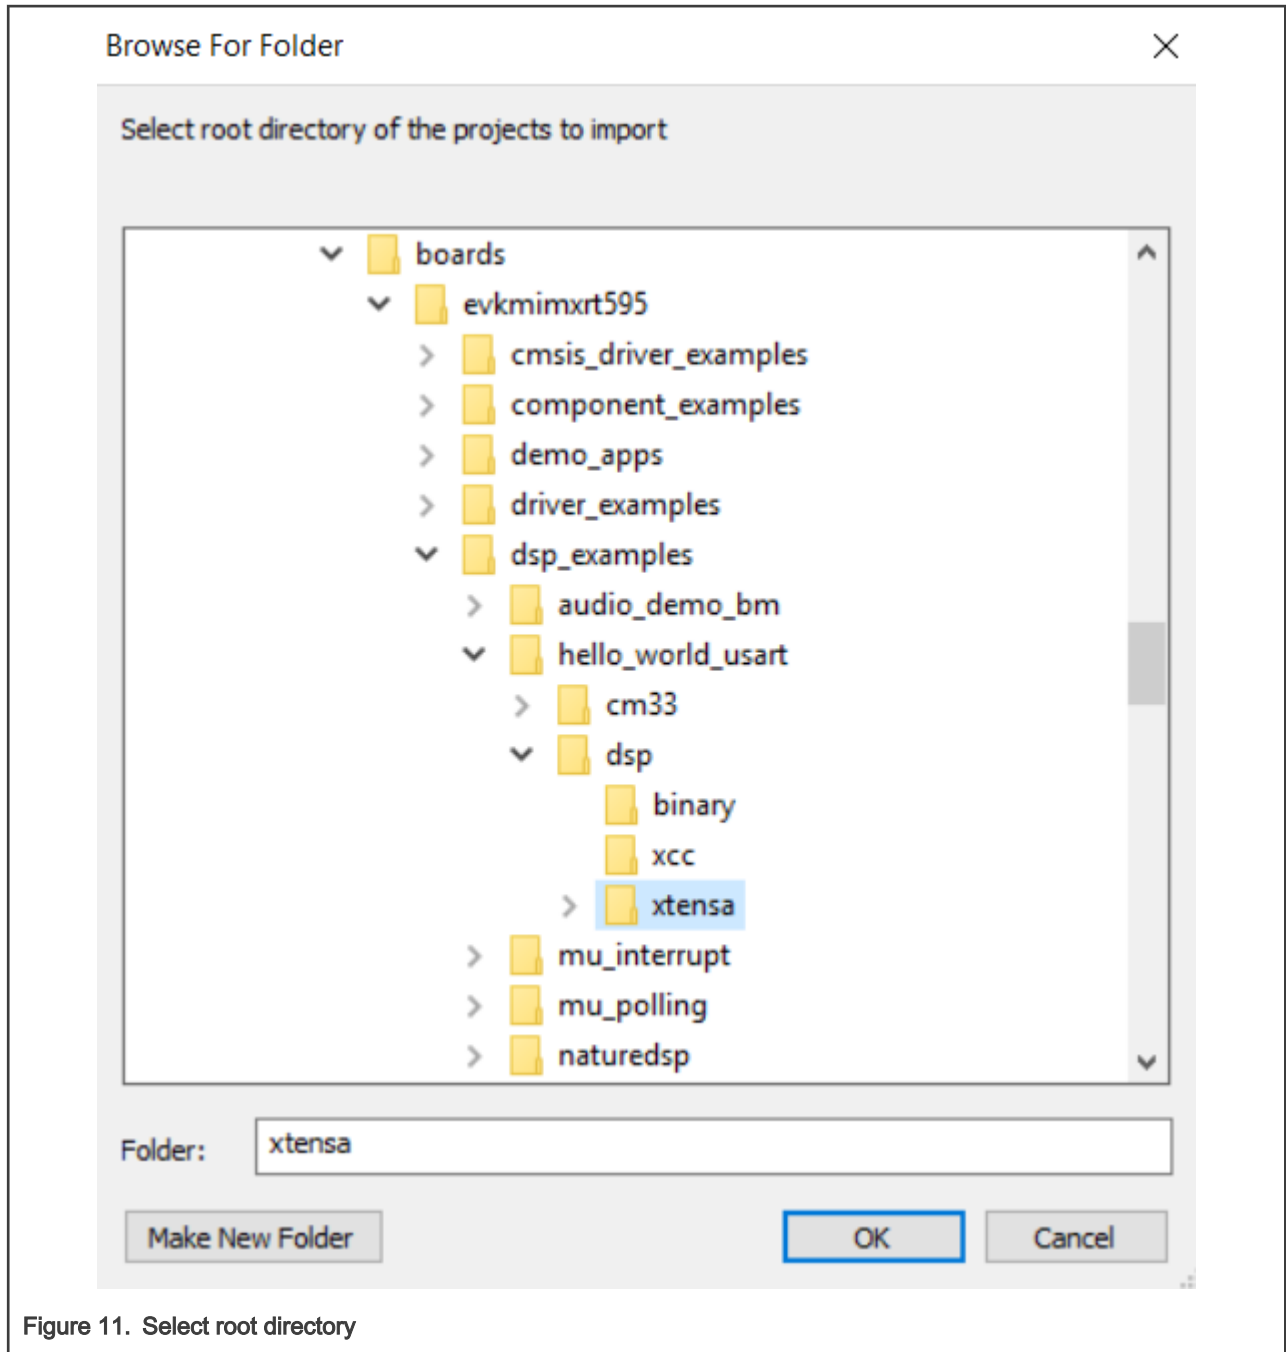 Browse For Folder
Select root directory of the projects to import
boards
evkmimxrt595
cmsis_driver_examples
component_examples
demo_apps
driver_examples
dsp_examples
audio_demo_bm
hello_world_usart
cm33
dsp
binary
xcc
xtensa
mu_interrupt
mu_polling
naturedsp
Folder: xtensa
Make New Folder OK Cancel
Figure 11. Select root directory